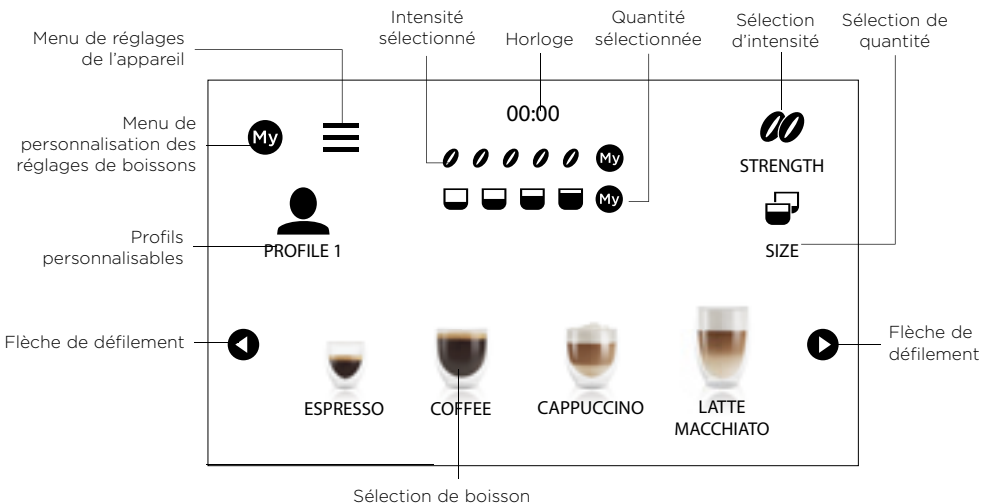 Intensité
sélectionné
Horloge
Quantité
sélectionnée
Sélection
d'intensité
Sélection de
quantité
Menu de réglages
de l'appareil
00:00
Menu de
personnalisation des
réglages de boissons
My
My
STRENGTH
My
Profils
personnalisables
PROFILE 1
SIZE
Flèche de défilement
Flèche de
défilement
ESPRESSO
COFFEE
CAPPUCCINO
LATTE
MACCHIATO
Sélection de boisson